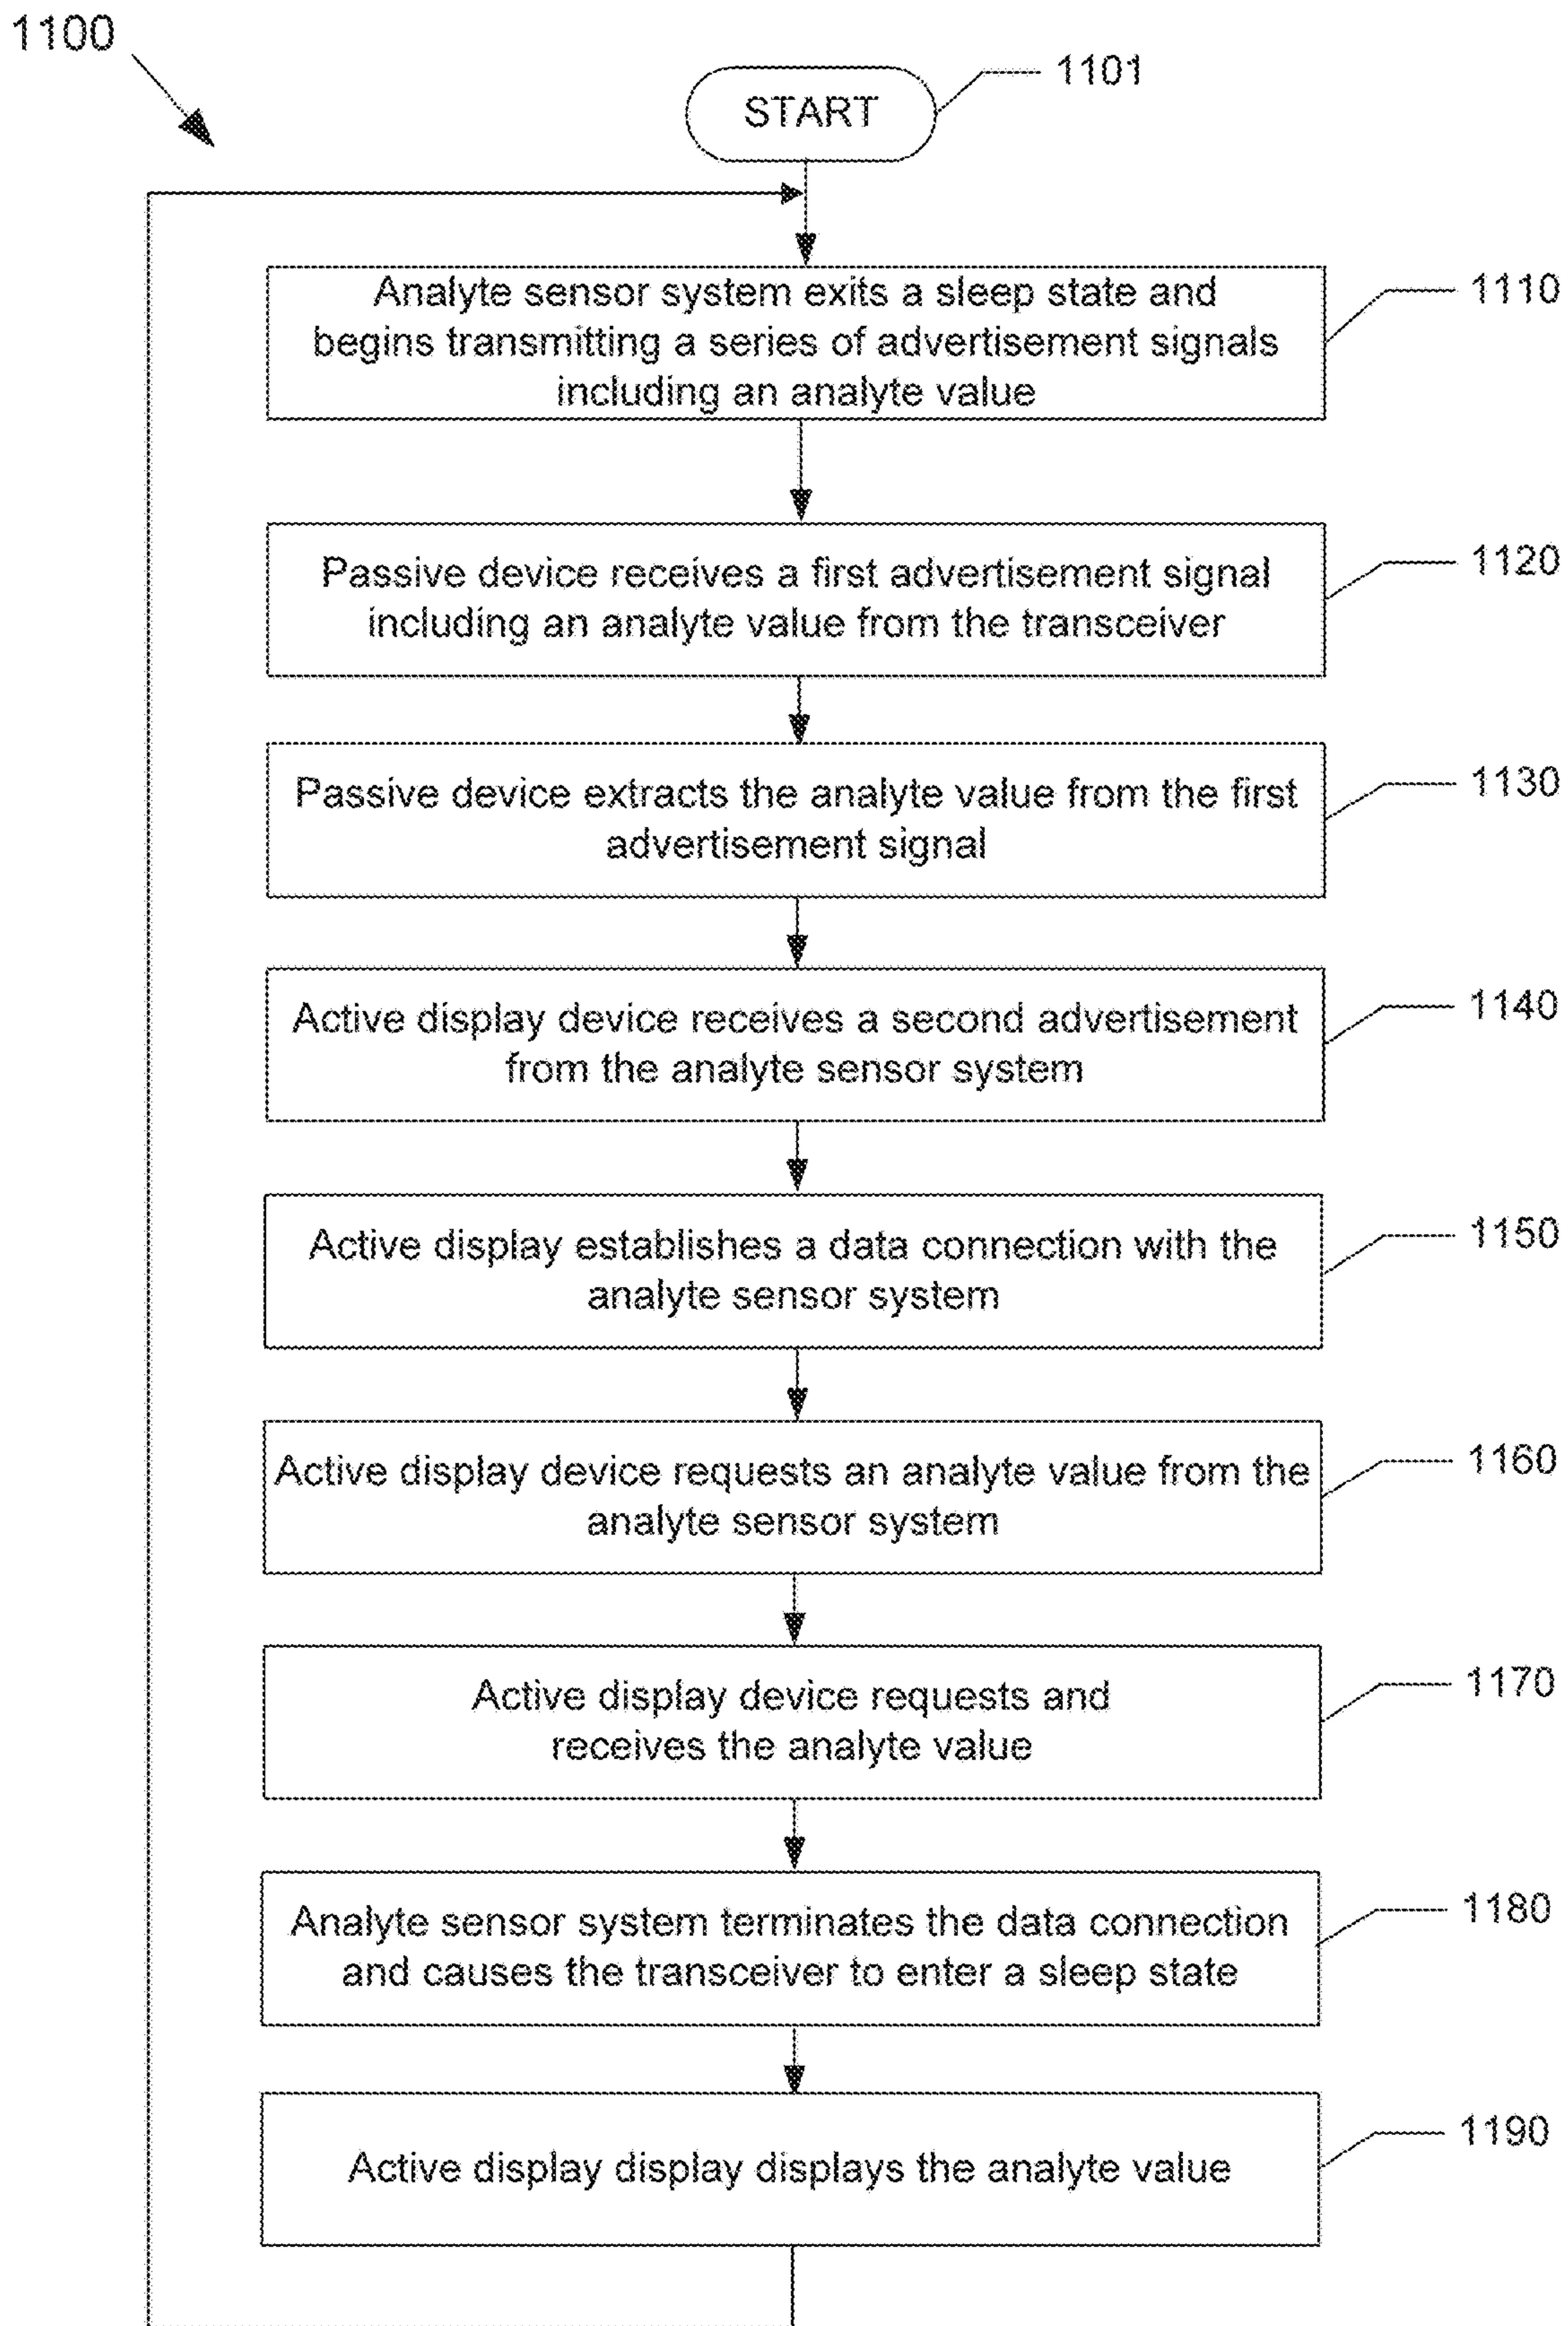 1100
START
1101
Analyte sensor system exits a sleep state and
begins transmitting a series of advertisement signals
including an analyte value
1110
Passive device receives a first advertisement signal
including an analyte value from the transceiver
1120
Passive device extracts the analyte value from the first
advertisement signal
1130
Active display device receives a second advertisement
from the analyte sensor system
1140
Active display establishes a data connection with the
analyte sensor system
1150
Active display device requests an analyte value from the
analyte sensor system
1160
Active display device requests and
receives the analyte value
1170
Analyte sensor system terminates the data connection
and causes the transceiver to enter a sleep state
1180
Active display display displays the analyte value
1190